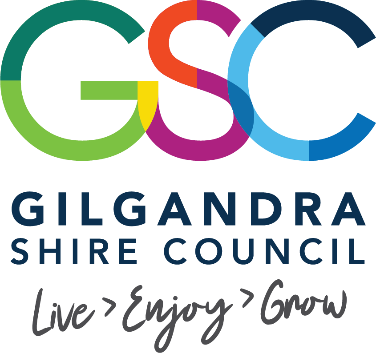 GSC
GILGANDRA
SHIRE COUNCIL
Live > Enjoy > Grow